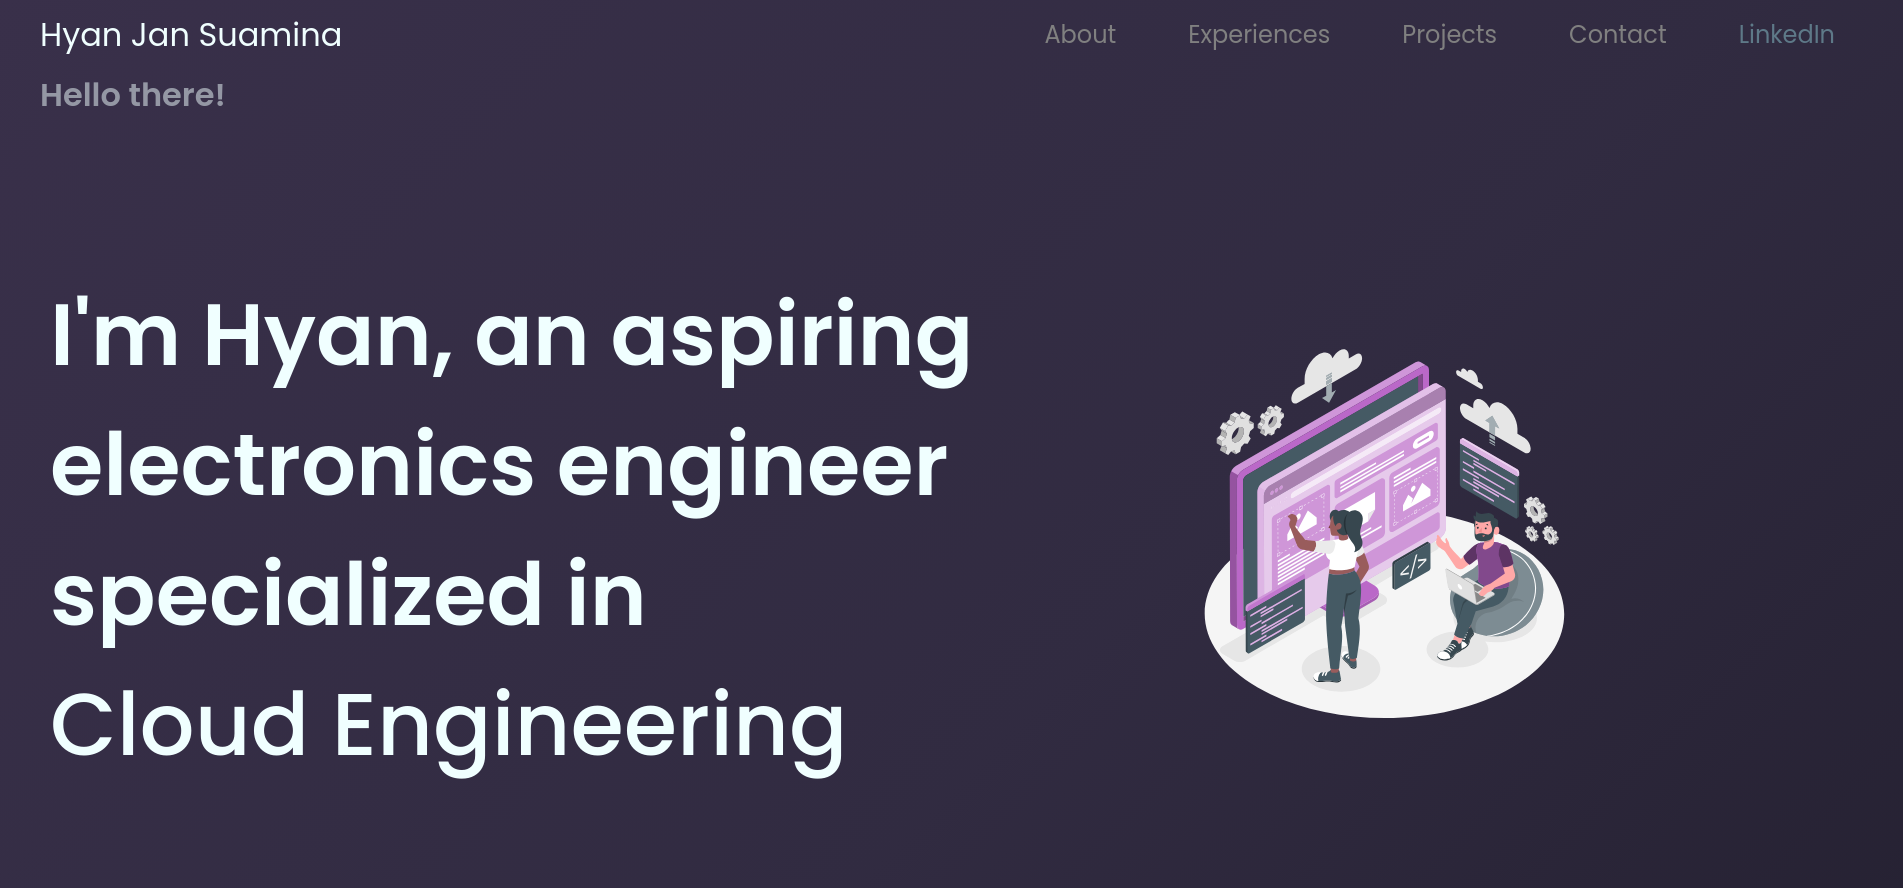 Hyan Jan Suamina
About
Experiences
Projects
Contact
LinkedIn
Hello there!
I'm Hyan, an aspiring
electronics engineer
specialized in
Cloud Engineering
</>